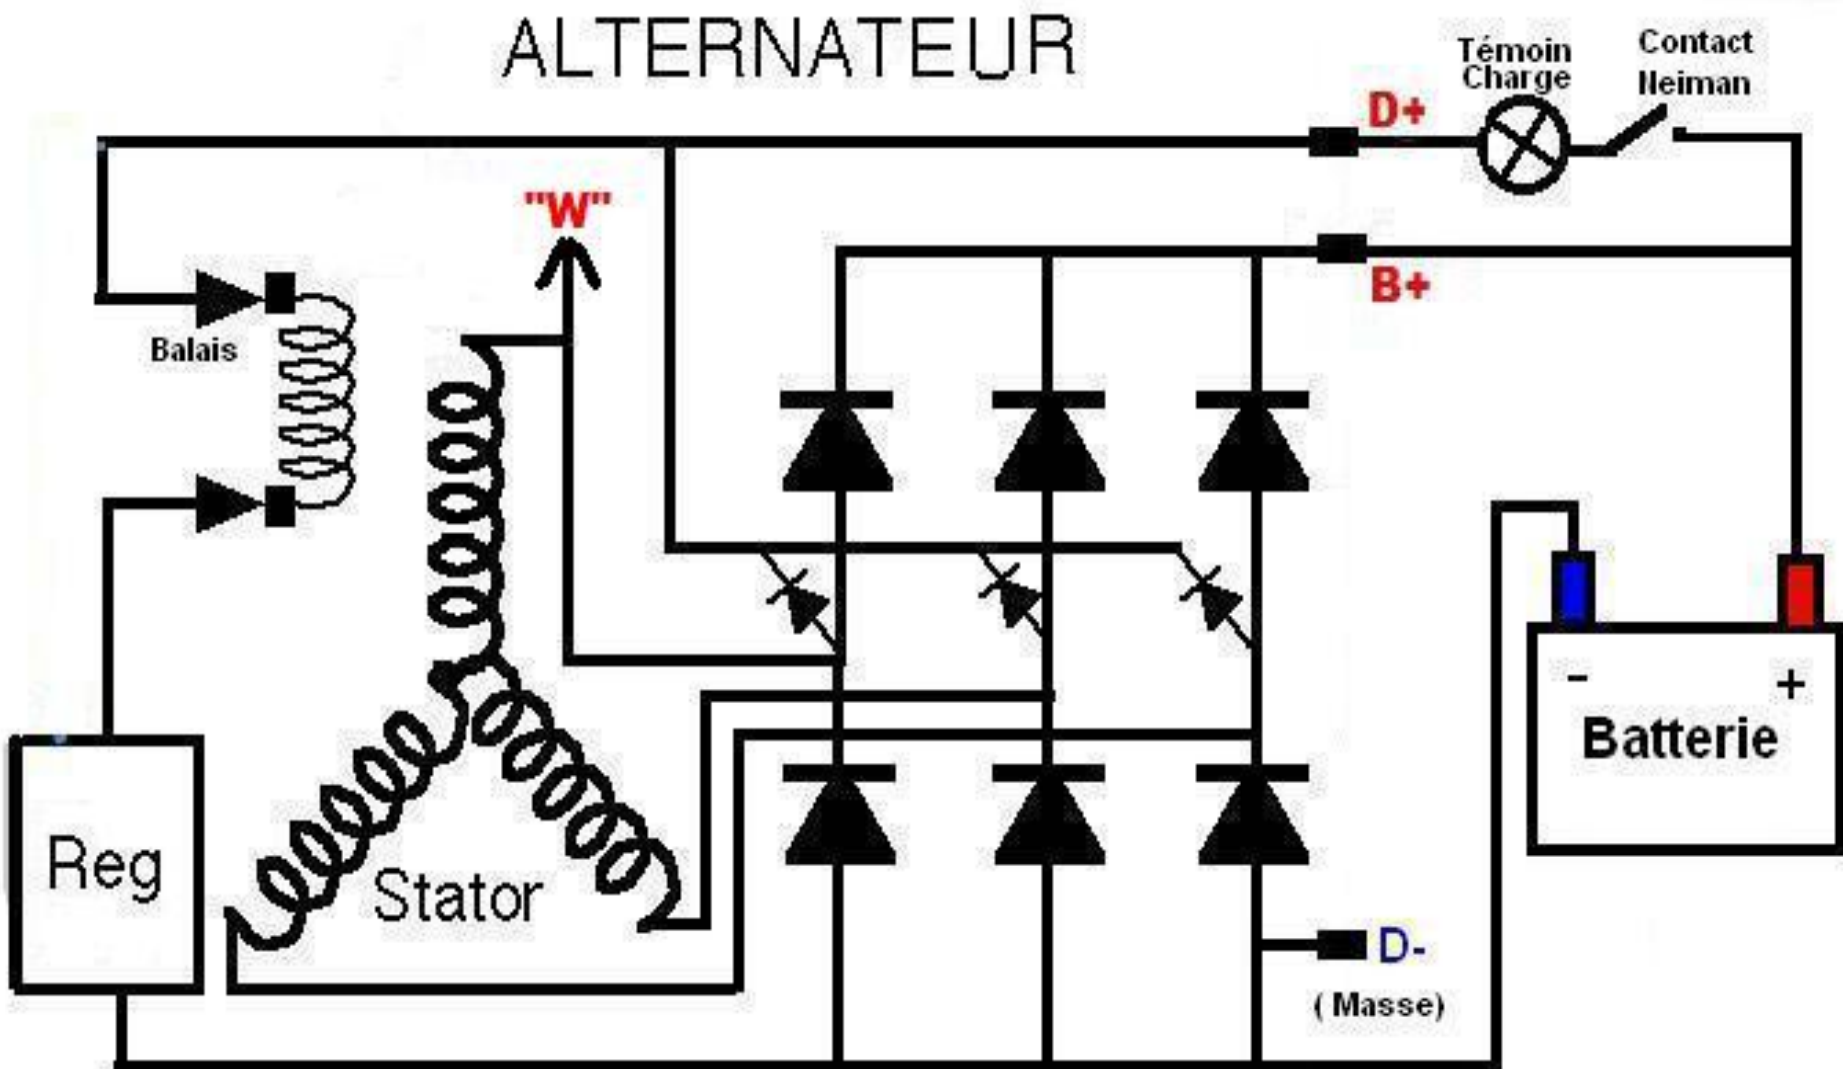 ALTERNATEUR
Témoin
Charge
Contact
Neiman
D+
"W"
B+
Balais
- +
Batterie
Reg
Stator
D-
( Masse)